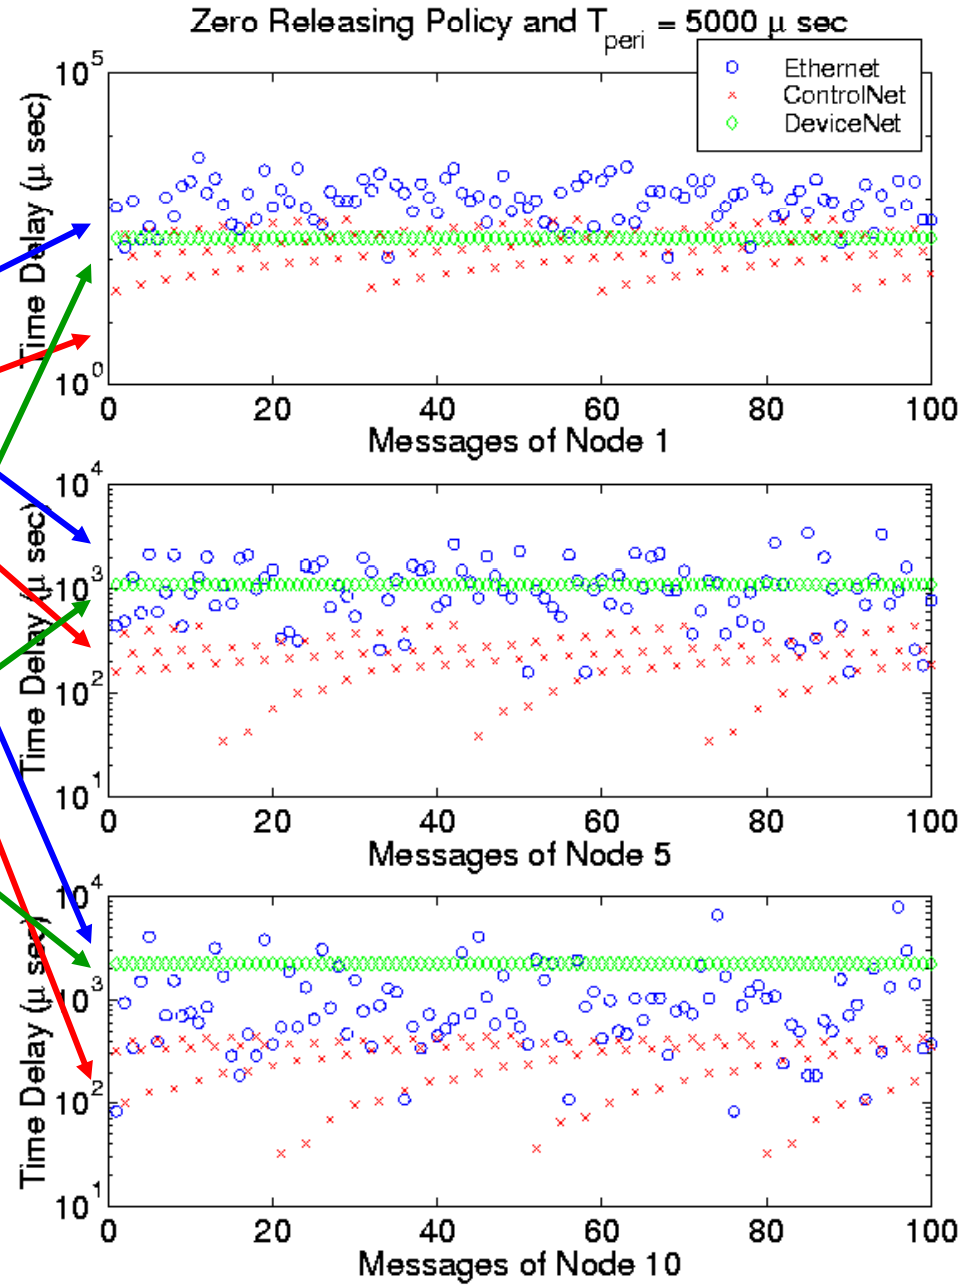 Zero Releasing Policy and T_peri = 5000 μ sec
Ethernet
ControlNet
DeviceNet
Time Delay (μ sec)
10^5
10^0
0 20 40 60 80 100
Messages of Node 1
Time Delay (μ sec)
10^4
10^3
10^2
10^1
0 20 40 60 80 100
Messages of Node 5
Time Delay (μ sec)
10^4
10^3
10^2
10^1
0 20 40 60 80 100
Messages of Node 10